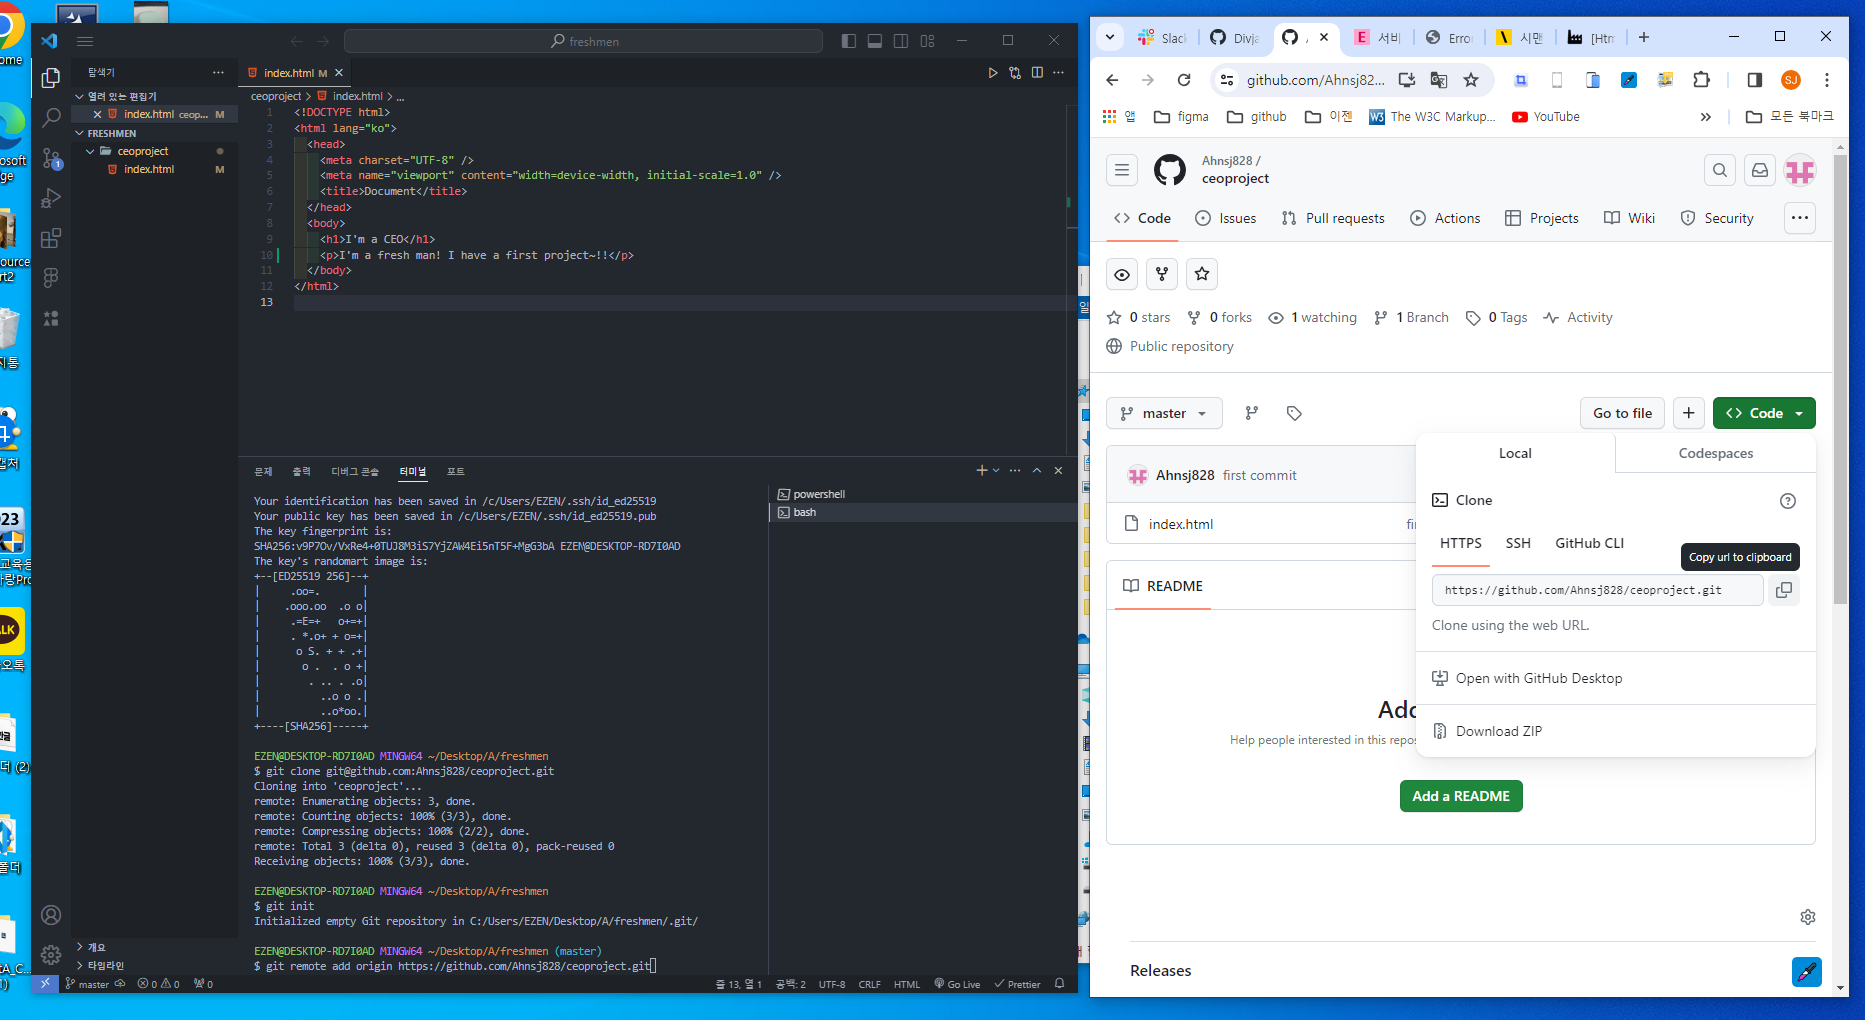 freshmen
탐색기
열려 있는 편집기
index.html ceop... M
FRESHMEN
ceoproject
index.html M
개요
타임라인
index.html M
ceoproject > index.html > ...
1 <!DOCTYPE html>
2 <html lang="ko">
3 <head>
4 <meta charset="UTF-8" />
5 <meta name="viewport" content="width=device-width, initial-scale=1.0" />
6 <title>Document</title>
7 </head>
8 <body>
9 <h1>I'm a CEO</h1>
10 <p>I'm a fresh man! I have a first project~!!</p>
11 </body>
12 </html>
13
문제 출력 디버그 콘솔 터미널 포트
powershell
bash
Your identification has been saved in /c/Users/EZEN/.ssh/id_ed25519
Your public key has been saved in /c/Users/EZEN/.ssh/id_ed25519.pub
The key fingerprint is:
SHA256:v9P7Ov/VxRe4+0TUJ8M3iS7YjZAW4Ei5nT5F+MgG3bA EZEN@DESKTOP-RD7I0AD
The key's randomart image is:
+--[ED25519 256]--+
|     .oo=.       |
|    .ooo.oo  .o o|
|     .=E=+   o+=+|
|     . *.o+ + o=+|
|      o S. + + .+|
|       o .  . o +|
|        . .. . .o|
|          ..o o .|
|          ..o*oo.|
+----[SHA256]-----+
EZEN@DESKTOP-RD7I0AD MINGW64 ~/Desktop/A/freshmen
$ git clone git@github.com:Ahnsj828/ceoproject.git
Cloning into 'ceoproject'...
remote: Enumerating objects: 3, done.
remote: Counting objects: 100% (3/3), done.
remote: Compressing objects: 100% (2/2), done.
remote: Total 3 (delta 0), reused 3 (delta 0), pack-reused 0
Receiving objects: 100% (3/3), done.
EZEN@DESKTOP-RD7I0AD MINGW64 ~/Desktop/A/freshmen
$ git init
Initialized empty Git repository in C:/Users/EZEN/Desktop/A/freshmen/.git/
EZEN@DESKTOP-RD7I0AD MINGW64 ~/Desktop/A/freshmen (master)
$ git remote add origin https://github.com/Ahnsj828/ceoproject.git
master 0 0 0 줄 13, 열 1 공백: 2 UTF-8 CRLF HTML Go Live Prettier
Slack Divja 서비 Erro 시맨 [Htm
github.com/Ahnsj82... SJ
앱 figma github 이젠 The W3C Markup... YouTube » 모든 북마크
Ahnsj828 /
ceoproject
Code Issues Pull requests Actions Projects Wiki Security
0 stars 0 forks 1 watching 1 Branch 0 Tags Activity
Public repository
master Go to file Code
Local Codespaces
Ahnsj828 first commit
Clone
index.html
HTTPS SSH GitHub CLI
Copy url to clipboard
https://github.com/Ahnsj828/ceoproject.git
README
Clone using the web URL.
Open with GitHub Desktop
Download ZIP
Help people interested in this
Add a README
Releases